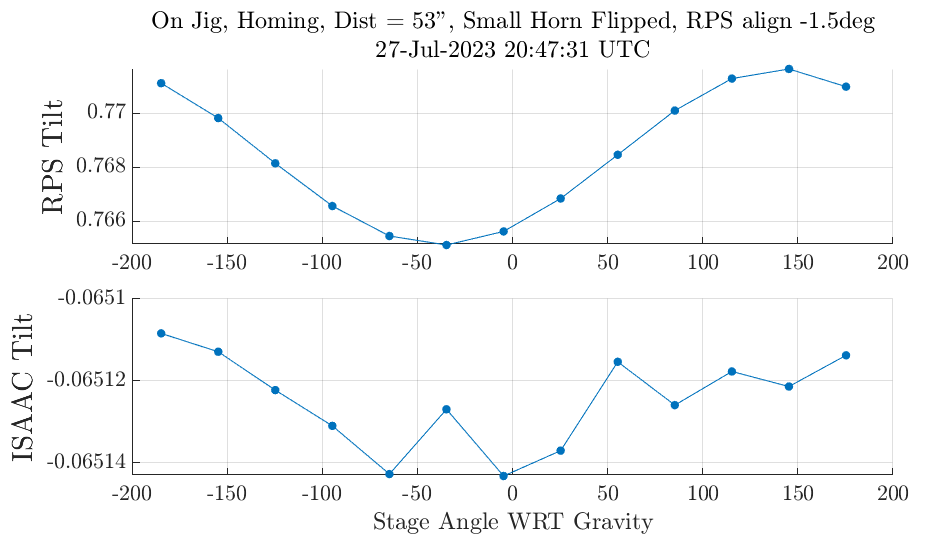 On Jig, Homing, Dist = 53”, Small Horn Flipped, RPS align -1.5deg
27-Jul-2023 20:47:31 UTC
RPS Tilt
0.77
0.768
0.766
-200 -150 -100 -50 0 50 100 150 200
ISAAC Tilt
-0.0651
-0.06512
-0.06514
-200 -150 -100 -50 0 50 100 150 200
Stage Angle WRT Gravity